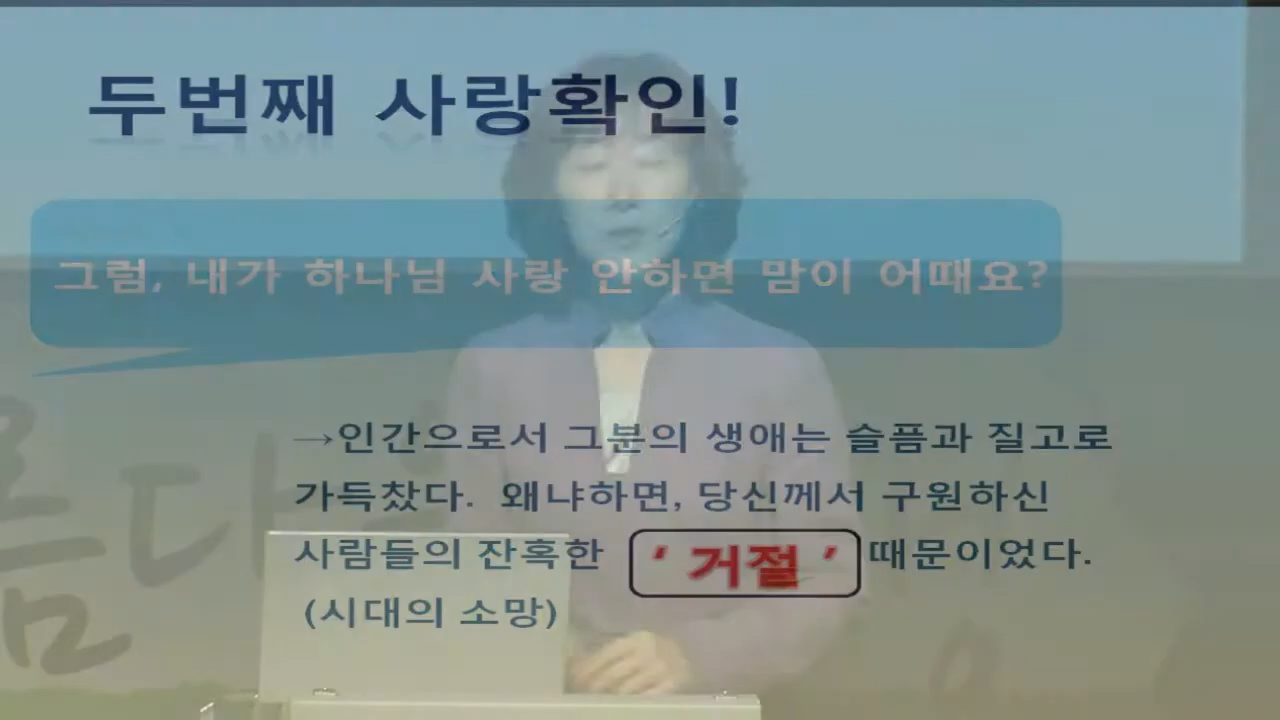 두번째 사랑확인!
그럼, 내가 하나님 사랑 안하면 맘이 어때요?
→인간으로서 그분의 생애는 슬픔과 질고로
가득찼다. 왜냐하면, 당신께서 구원하신
사람들의 잔혹한 ' 거절 ' 때문이었다.
(시대의 소망)
름다